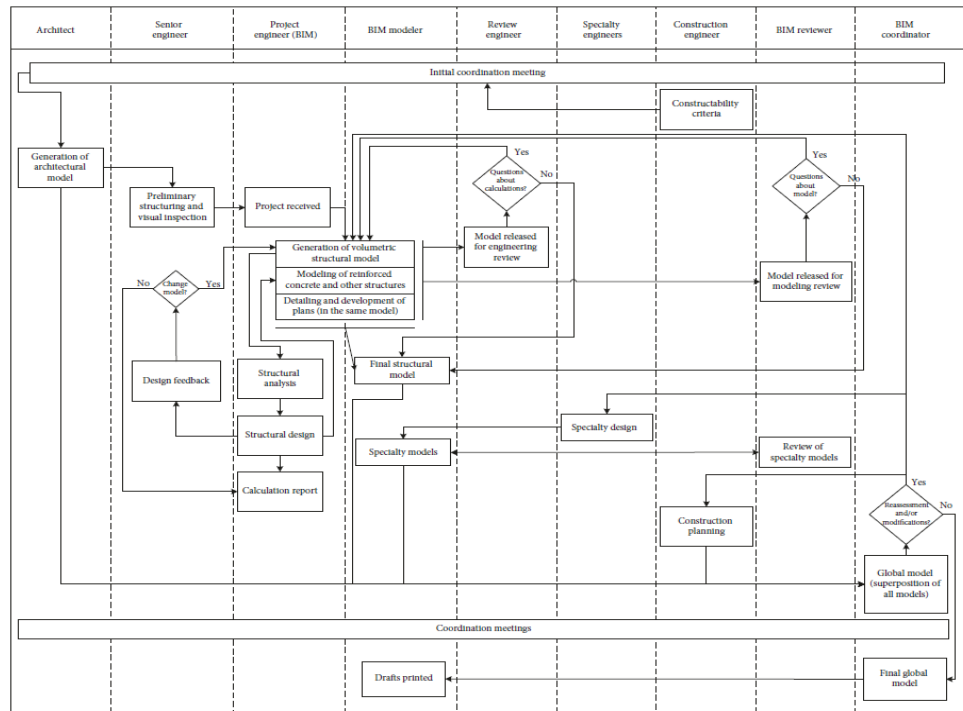 Architect
Senior
engineer
Project
engineer (BIM)
BIM modeler
Review
engineer
Specialty
engineers
Construction
engineer
BIM reviewer
BIM
coordinator
Initial coordination meeting
Constructability
criteria
Generation of
architectural
model
Preliminary
structuring and
visual inspection
Project received
Yes
Questions
about
calculations?
No
Yes
Questions
about
model?
No
Model released
for engineering
review
Generation of volumetric
structural model
Modeling of reinforced
concrete and other structures
Detailing and development of
plans (in the same model)
Model released for
modeling review
No
Change
model?
Yes
Design feedback
Structural
analysis
Final structural
model
Structural design
Specialty design
Specialty models
Review of
specialty models
Calculation report
Construction
planning
Yes
Reassessment
and/or
modifications?
No
Global model
(superposition of
all models)
Coordination meetings
Drafts printed
Final global
model